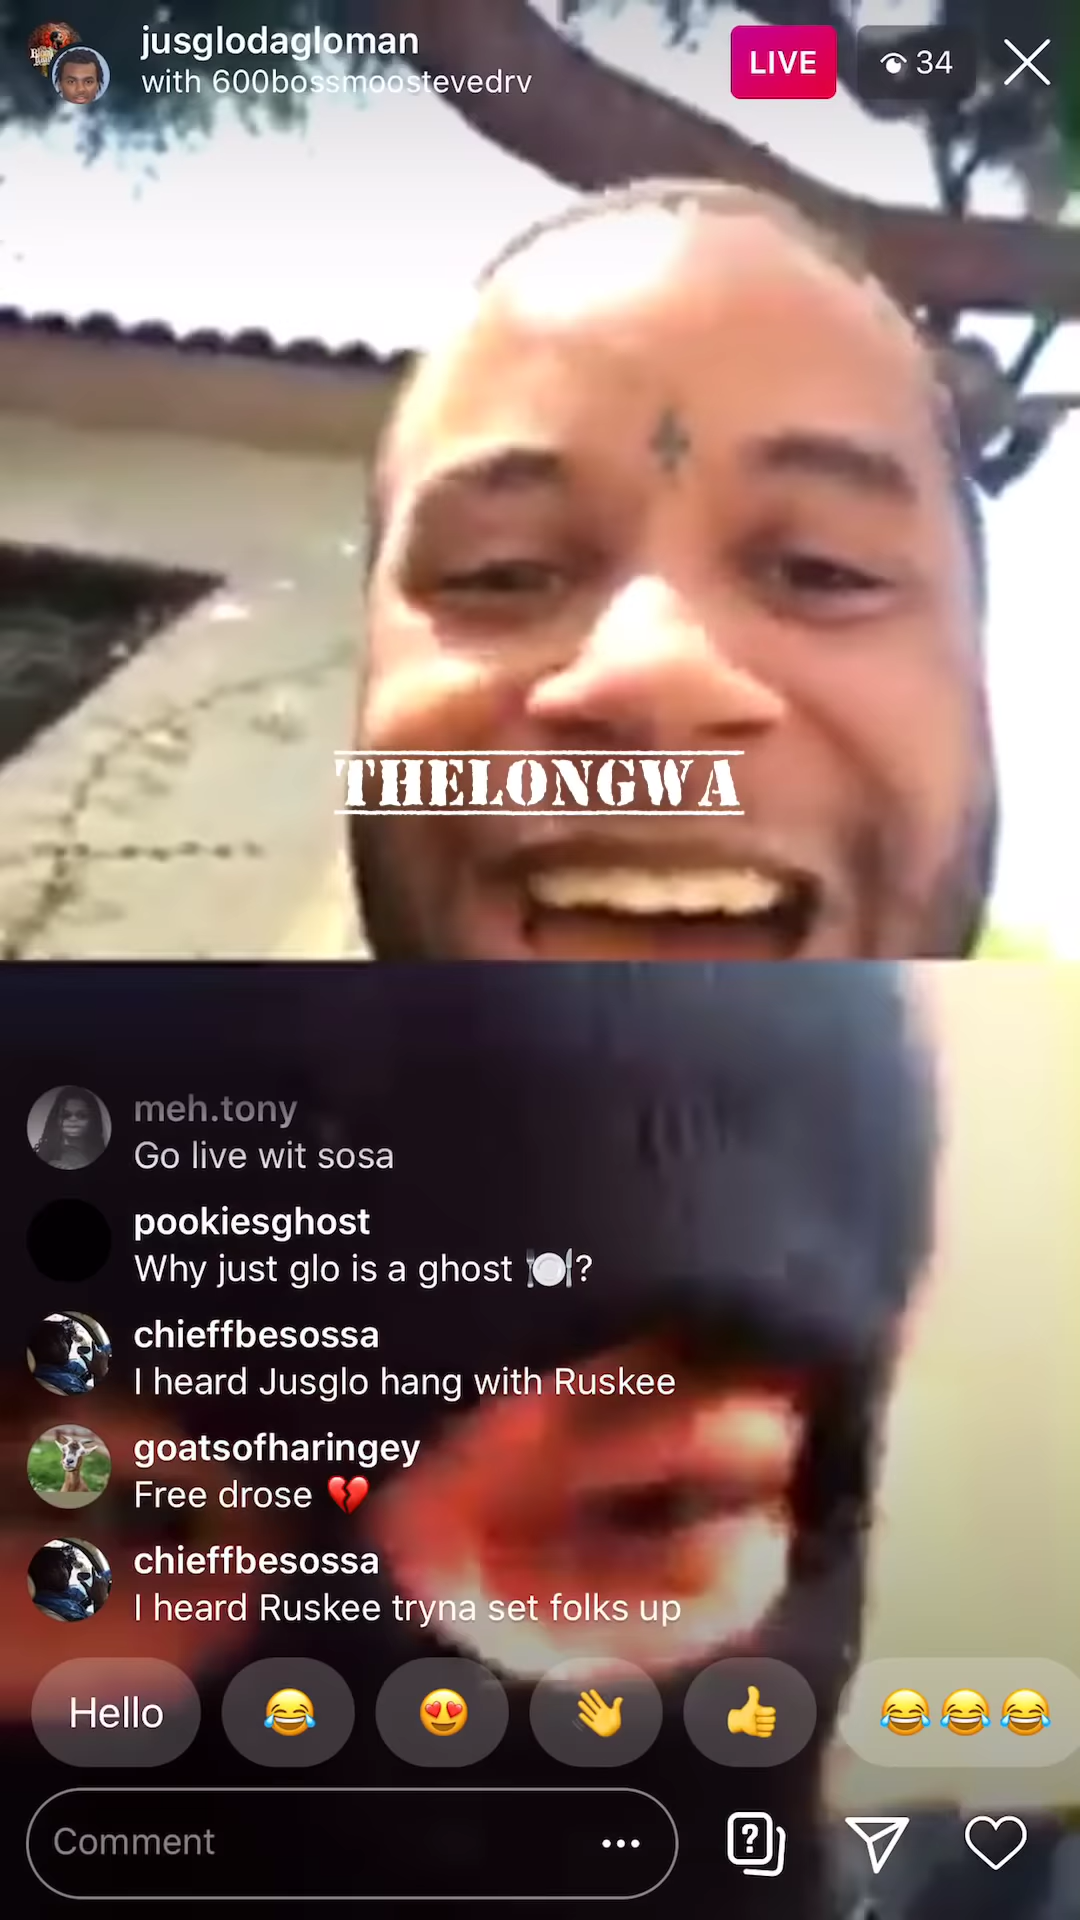 jusglodagloman
with 600bossmoostevedrv
LIVE
34
THELONGWA
meh.tony
Go live wit sosa
pookiesghost
Why just glo is a ghost 🍽?
chieffbesossa
I heard Jusglo hang with Ruskee
goatsofharingey
Free drose 💔
chieffbesossa
I heard Ruskee tryna set folks up
Hello 😂 😍 👋 👍 😂😂😂
Comment